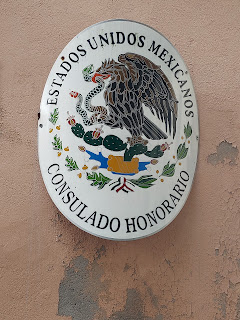 ESTADOS UNIDOS MEXICANOS
CONSULADO HONORARIO